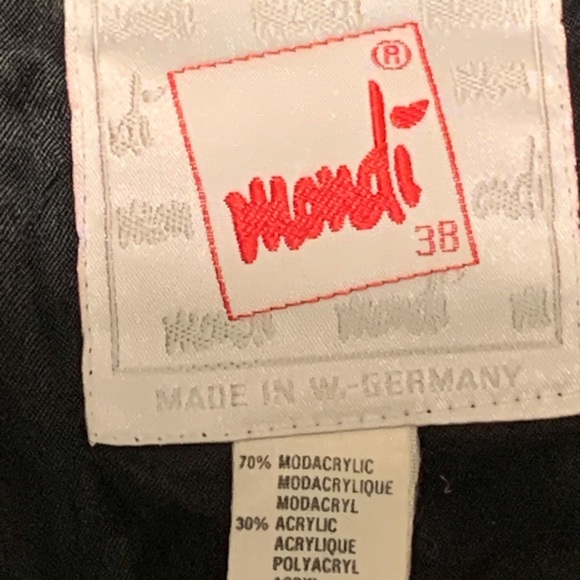 ®
mondi
38
MADE IN W.-GERMANY
70% MODACRYLIC
MODACRYLIQUE
MODACRYL
30% ACRYLIC
ACRYLIQUE
POLYACRYL